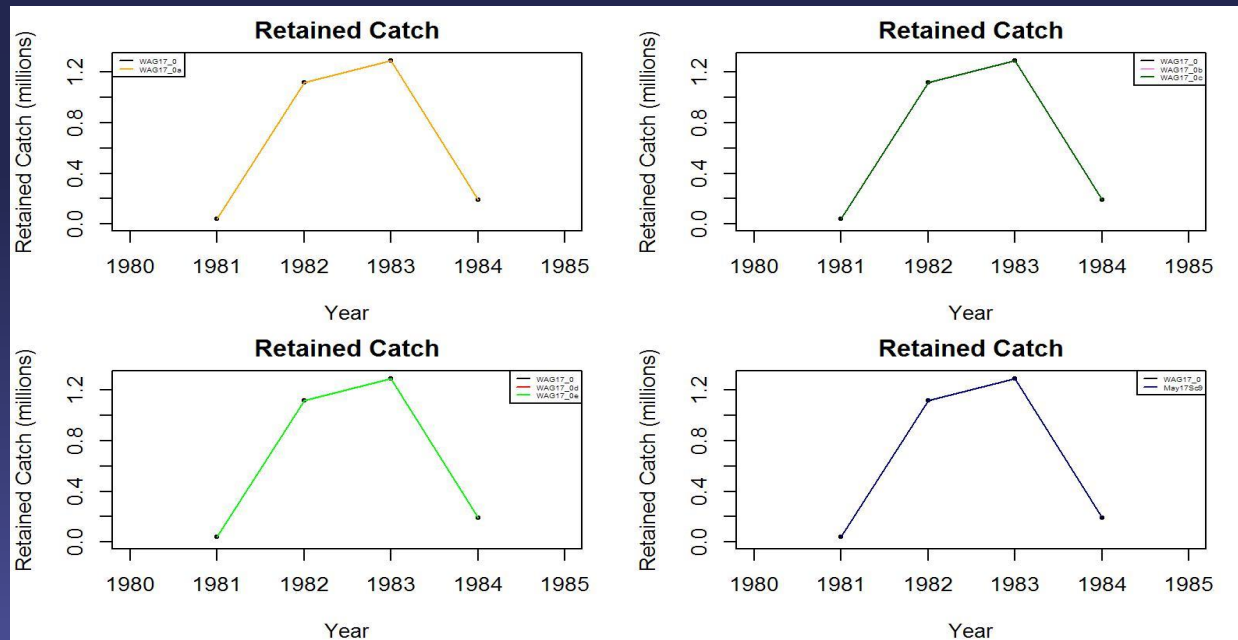 Retained Catch
Retained Catch (millions)
1.2
0.8
0.4
0.0
WAG17_0
WAG17_0a
1980 1981 1982 1983 1984 1985
Year
Retained Catch
Retained Catch (millions)
1.2
0.8
0.4
0.0
WAG17_0
WAG17_0b
WAG17_0c
1980 1981 1982 1983 1984 1985
Year
Retained Catch
Retained Catch (millions)
1.2
0.8
0.4
0.0
WAG17_0
WAG17_0d
WAG17_0e
1980 1981 1982 1983 1984 1985
Year
Retained Catch
Retained Catch (millions)
1.2
0.8
0.4
0.0
WAG17_0
May17Sc9
1980 1981 1982 1983 1984 1985
Year